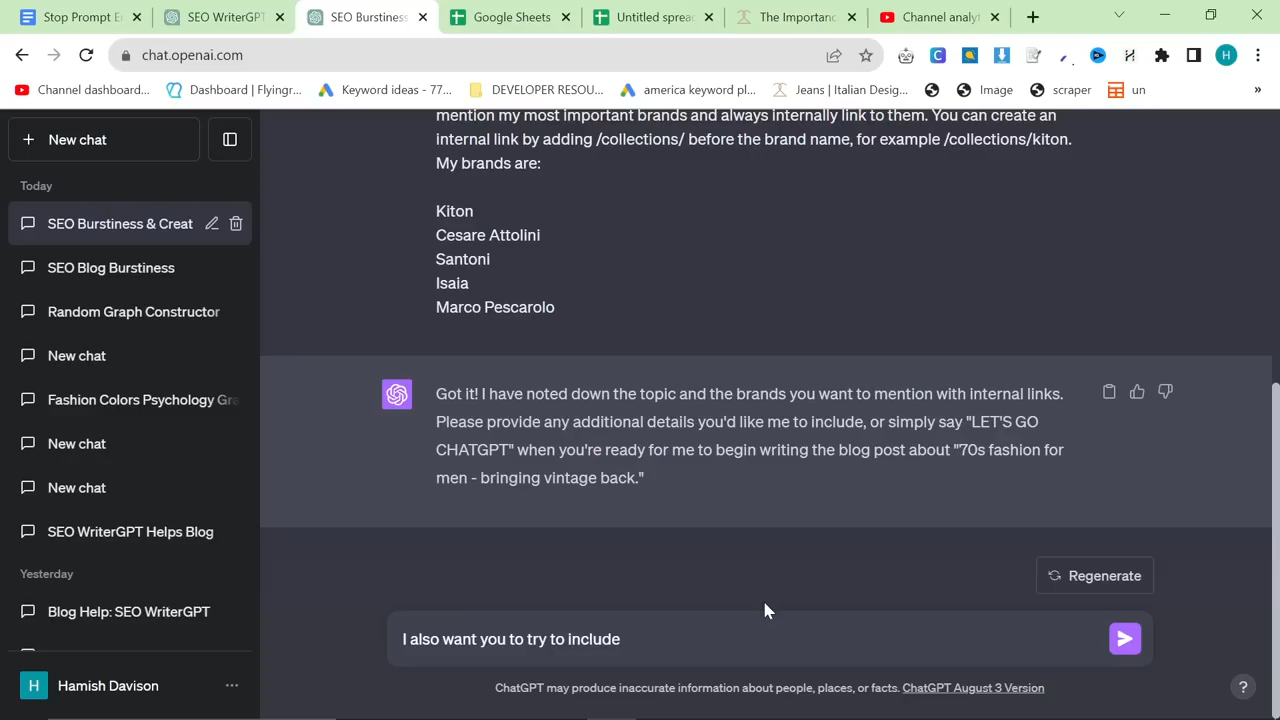 Stop Prompt E
SEO WriterGPT
SEO Burstiness
Google Sheets
Untitled sprea
The Importanc
Channel analyt
chat.openai.com
Channel dashboard...
Dashboard | Flyingr...
Keyword ideas - 77...
DEVELOPER RESOU...
america keyword pl...
Jeans | Italian Desig...
Image
scraper
un
»
New chat
Today
SEO Burstiness & Creat
SEO Blog Burstiness
Random Graph Constructor
New chat
Fashion Colors Psychology Gra
New chat
New chat
SEO WriterGPT Helps Blog
Yesterday
Blog Help: SEO WriterGPT
H
Hamish Davison
mention my most important brands and always internally link to them. You can create an
internal link by adding /collections/ before the brand name, for example /collections/kiton.
My brands are:
Kiton
Cesare Attolini
Santoni
Isaia
Marco Pescarolo
Got it! I have noted down the topic and the brands you want to mention with internal links.
Please provide any additional details you'd like me to include, or simply say "LET'S GO
CHATGPT" when you're ready for me to begin writing the blog post about "70s fashion for
men - bringing vintage back."
Regenerate
I also want you to try to include
ChatGPT may produce inaccurate information about people, places, or facts. ChatGPT August 3 Version
?